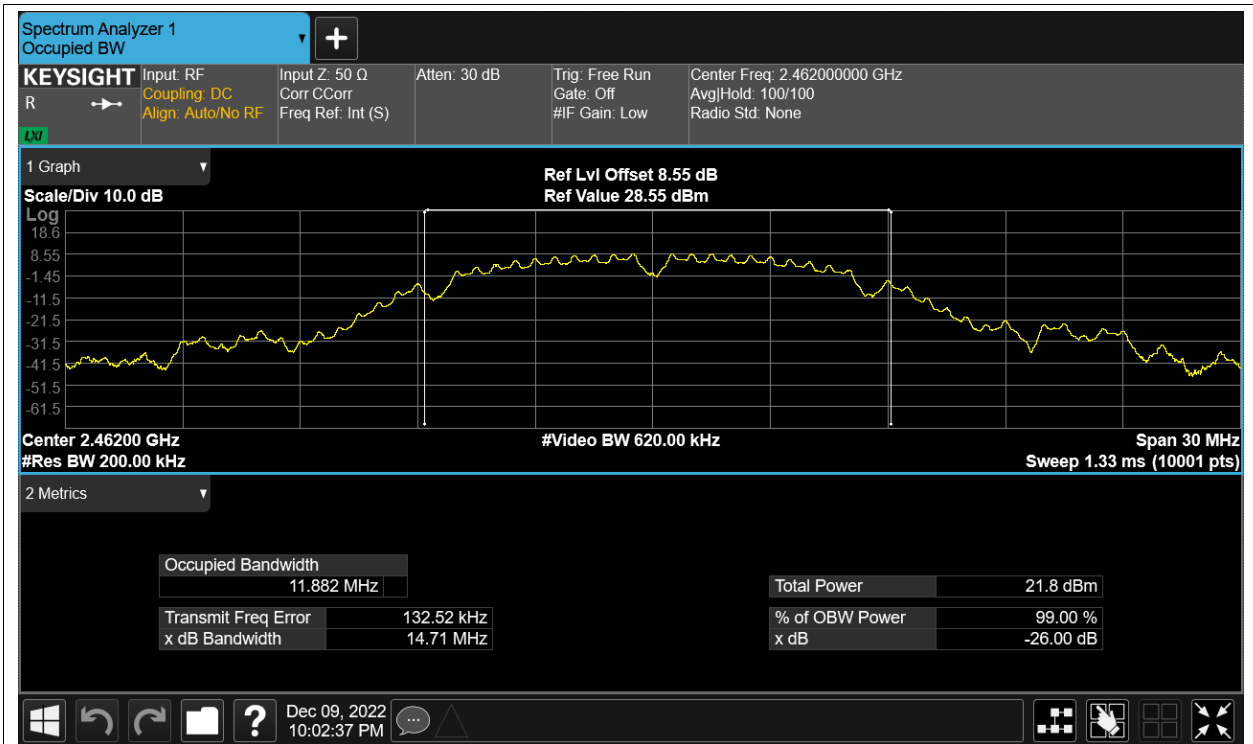 Spectrum Analyzer 1
Occupied BW
KEYSIGHT
R
LXI
Input: RF
Coupling: DC
Align: Auto/No RF
Input Z: 50 Ω
Corr CCorr
Freq Ref: Int (S)
Atten: 30 dB
Trig: Free Run
Gate: Off
#IF Gain: Low
Center Freq: 2.462000000 GHz
Avg|Hold: 100/100
Radio Std: None
1 Graph
Scale/Div 10.0 dB
Ref Lvl Offset 8.55 dB
Ref Value 28.55 dBm
Log
18.6
8.55
-1.45
-11.5
-21.5
-31.5
-41.5
-51.5
-61.5
Center 2.46200 GHz
#Res BW 200.00 kHz
#Video BW 620.00 kHz
Span 30 MHz
Sweep 1.33 ms (10001 pts)
2 Metrics
Occupied Bandwidth
11.882 MHz
Transmit Freq Error 132.52 kHz
x dB Bandwidth 14.71 MHz
Total Power 21.8 dBm
% of OBW Power 99.00 %
x dB -26.00 dB
Dec 09, 2022
10:02:37 PM